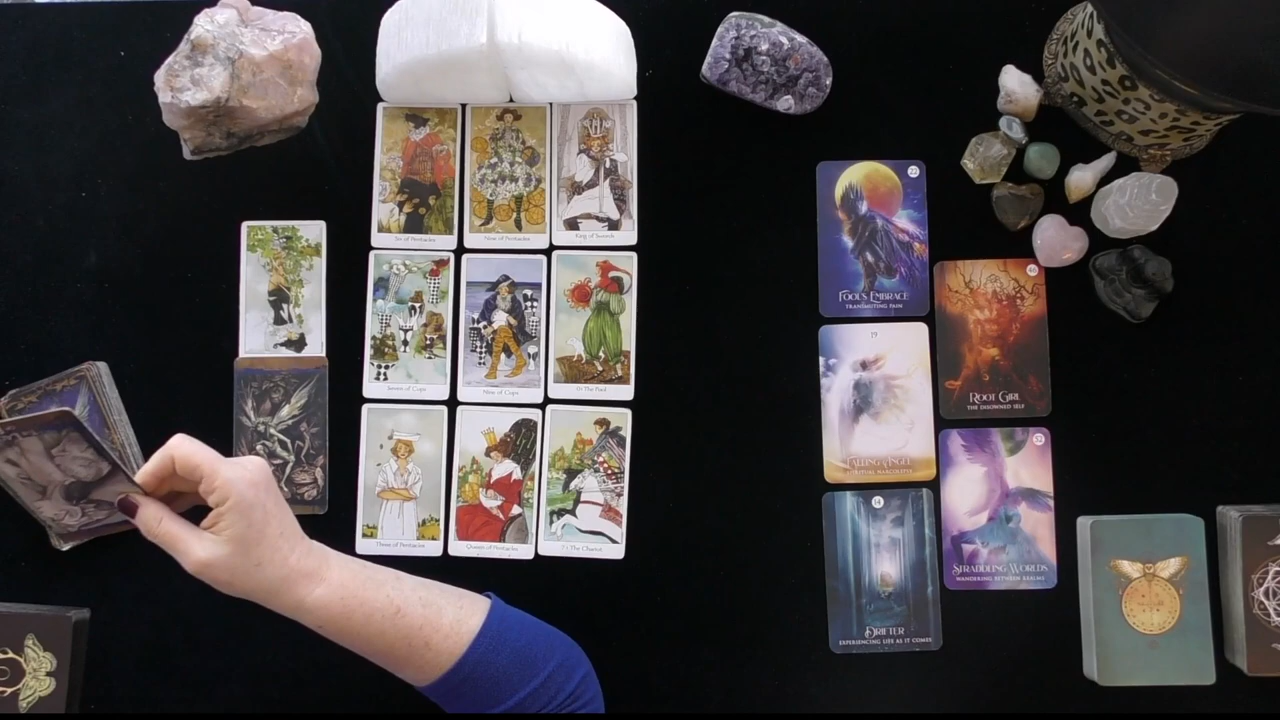 Six of Pentacles
Nine of Pentacles
King of Swords
Seven of Cups
Nine of Cups
0 | The Fool
Three of Pentacles
Queen of Pentacles
7 | The Chariot
22
FOOL'S EMBRACE
TRANSMUTING PAIN
46
ROOT GIRL
THE DISOWNED SELF
19
FALLING ANGEL
SPIRITUAL NARCOLEPSY
52
STRADDLING WORLDS
WANDERING BETWEEN REALMS
14
DRIFTER
EXPERIENCING LIFE AS IT COMES